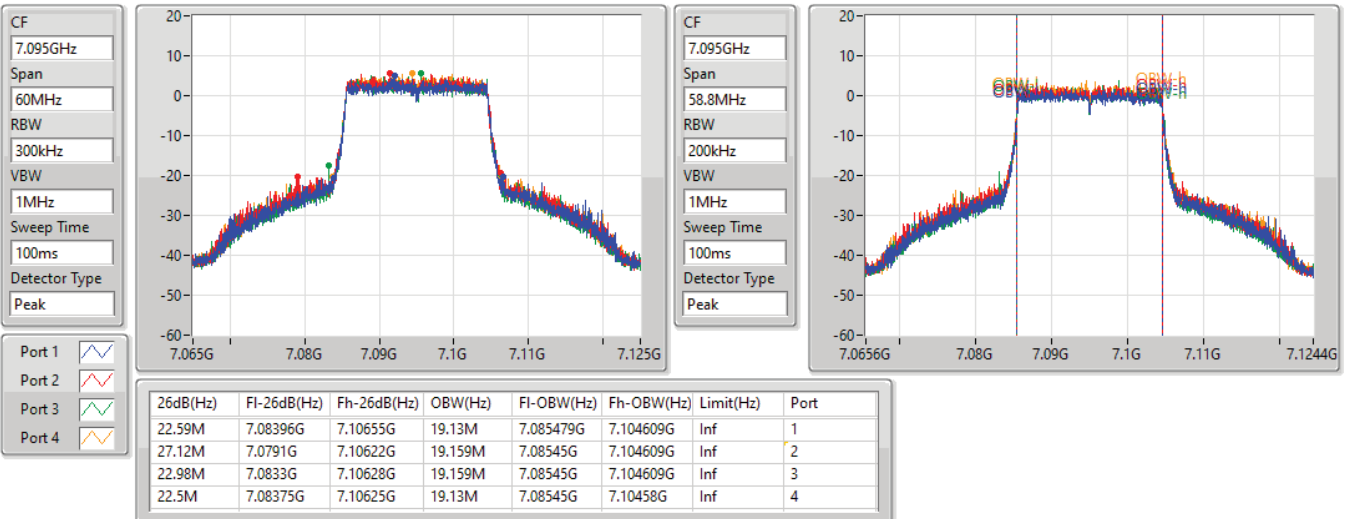 CF
7.095GHz
Span
60MHz
RBW
300kHz
VBW
1MHz
Sweep Time
100ms
Detector Type
Peak
Port 1
Port 2
Port 3
Port 4
20
10
0
-10
-20
-30
-40
-50
-60
7.065G 7.08G 7.09G 7.1G 7.11G 7.125G
CF
7.095GHz
Span
58.8MHz
RBW
200kHz
VBW
1MHz
Sweep Time
100ms
Detector Type
Peak
20
10
0
-10
-20
-30
-40
-50
-60
OBW-h
7.0656G 7.08G 7.09G 7.1G 7.11G 7.1244G
26dB(Hz) Fl-26dB(Hz) Fh-26dB(Hz) OBW(Hz) Fl-OBW(Hz) Fh-OBW(Hz) Limit(Hz) Port
22.59M 7.08396G 7.10655G 19.13M 7.085479G 7.104609G Inf 1
27.12M 7.0791G 7.10622G 19.159M 7.08545G 7.104609G Inf 2
22.98M 7.0833G 7.10628G 19.159M 7.08545G 7.104609G Inf 3
22.5M 7.08375G 7.10625G 19.13M 7.08545G 7.10458G Inf 4